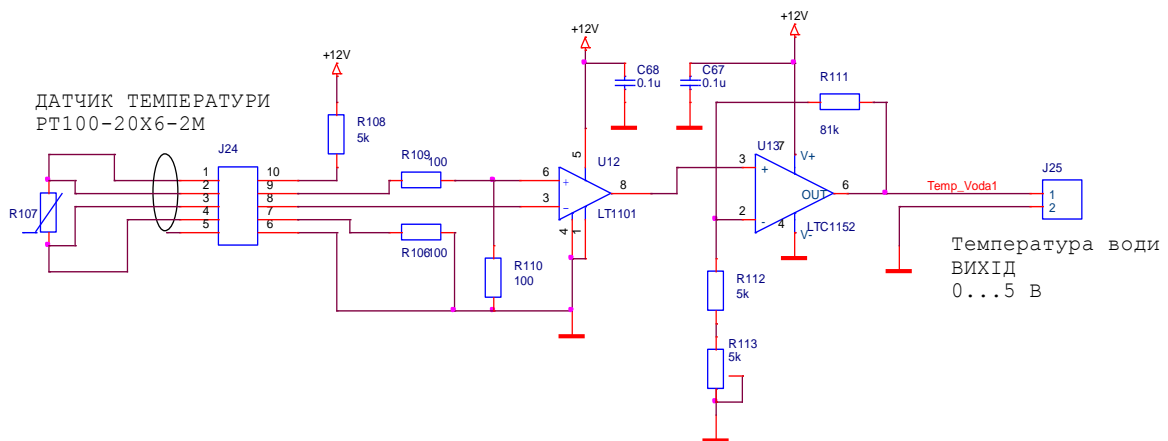 +12V
+12V
+12V
C68
0.1u
C67
0.1u
R111
81k
ДАТЧИК ТЕМПЕРАТУРИ
PT100-20X6-2M
R108
5k
J24
1
2
3
4
5
10
9
8
7
6
R109
100
R107
R106
100
R110
100
U12
6
+
3
−
5
8
4
1
LT1101
U13
7
V+
3
+
2
-
6
OUT
4
V-
LTC1152
R112
5k
R113
5k
Temp_Voda1
J25
1
2
Температура води
ВИХІД
0...5 В